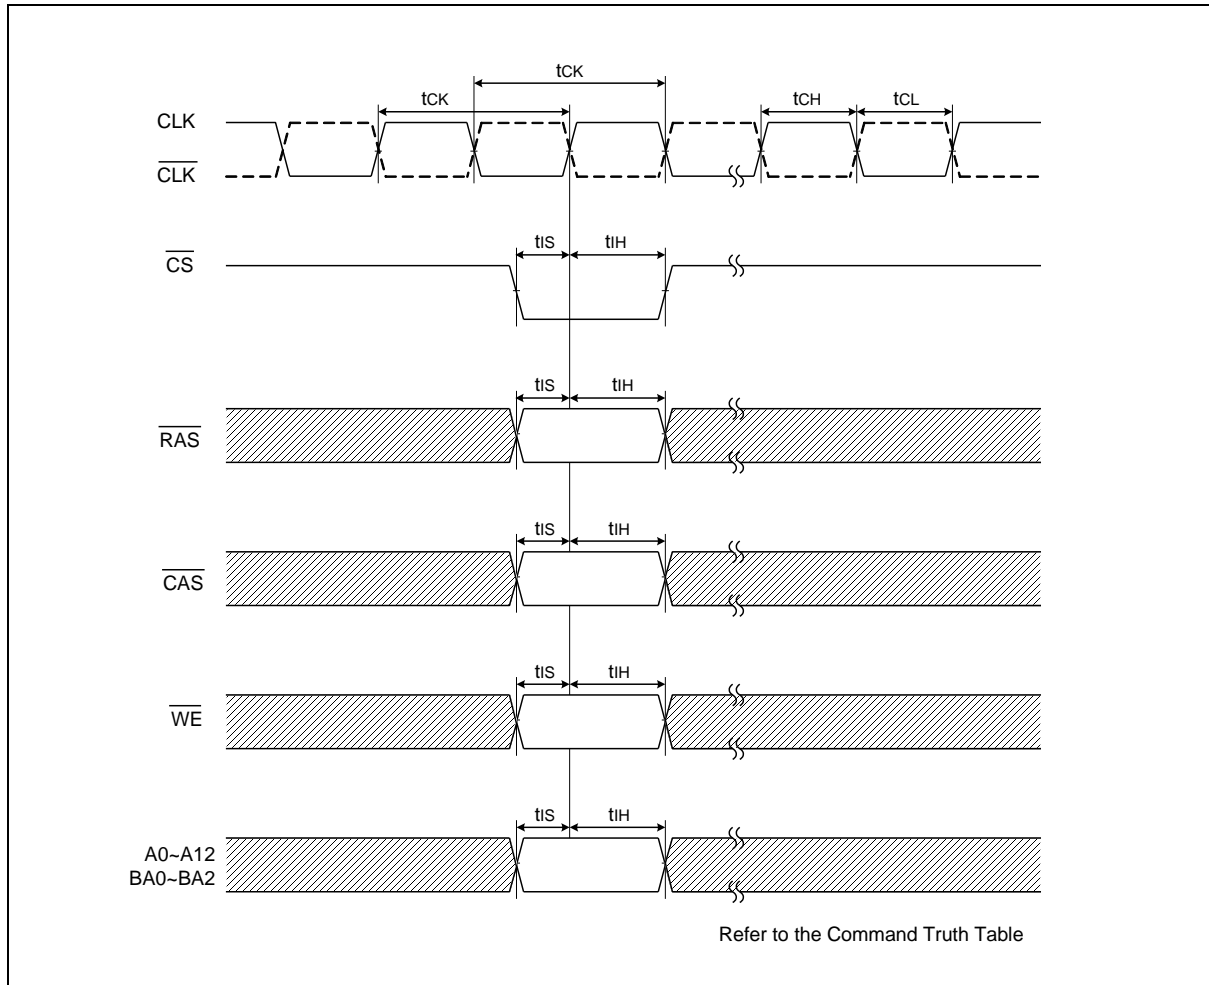 tCK
tCK tCH tCL
CLK
CLK
tIS tIH
CS
tIS tIH
RAS
tIS tIH
CAS
tIS tIH
WE
tIS tIH
A0~A12
BA0~BA2
Refer to the Command Truth Table